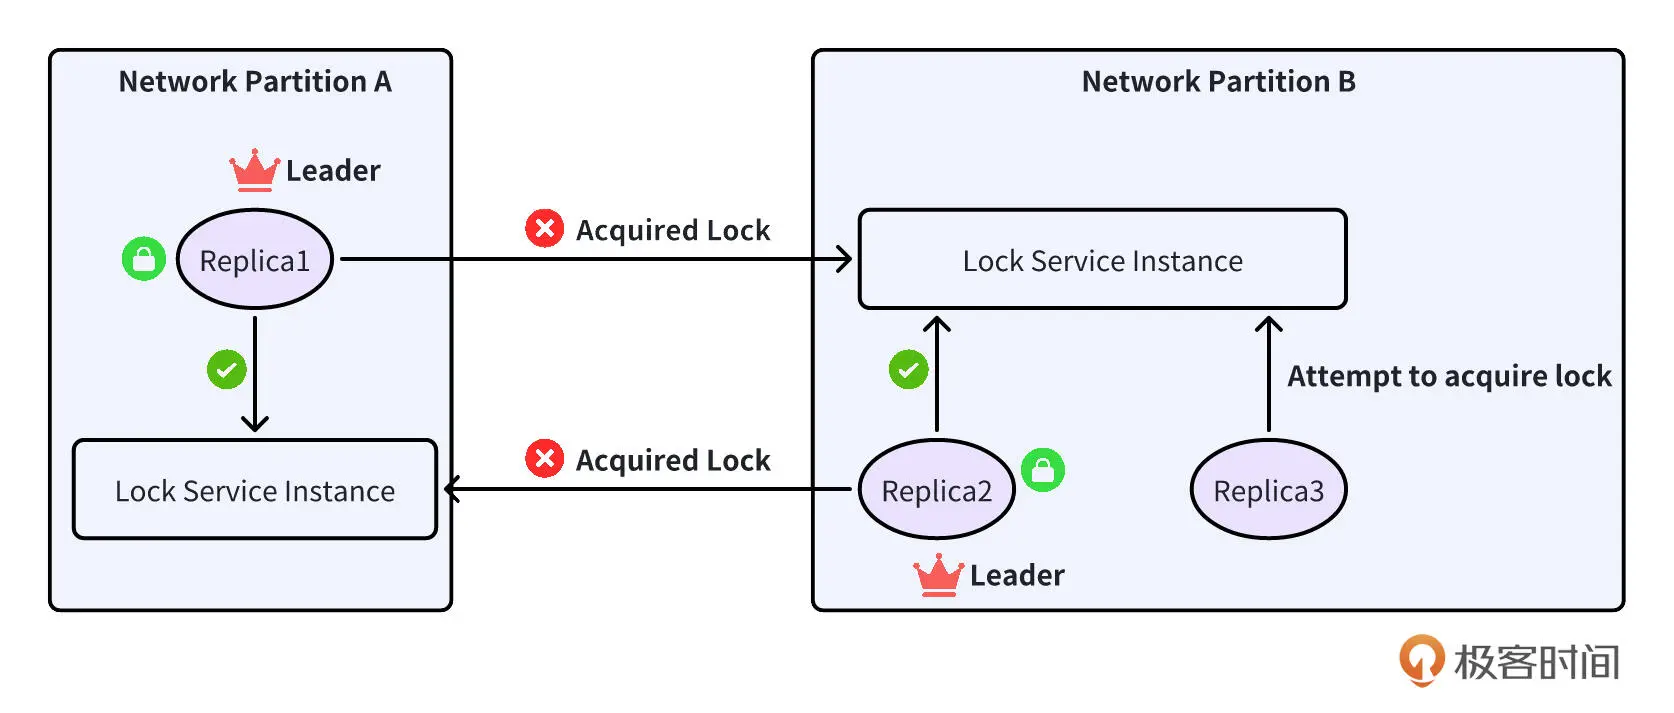 Network Partition A
Leader
Replica1
Lock Service Instance
Acquired Lock
Acquired Lock
Network Partition B
Lock Service Instance
Attempt to acquire lock
Replica2
Replica3
Leader
极客时间